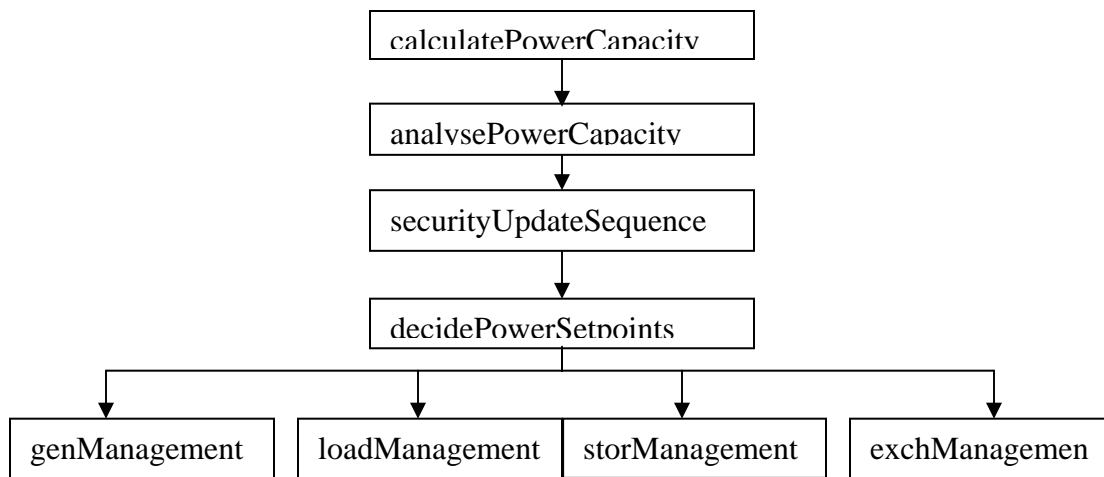 calculatePowerCapacity
analysePowerCapacity
securityUpdateSequence
decidePowerSetpoints
genManagement
loadManagement
storManagement
exchManagemen